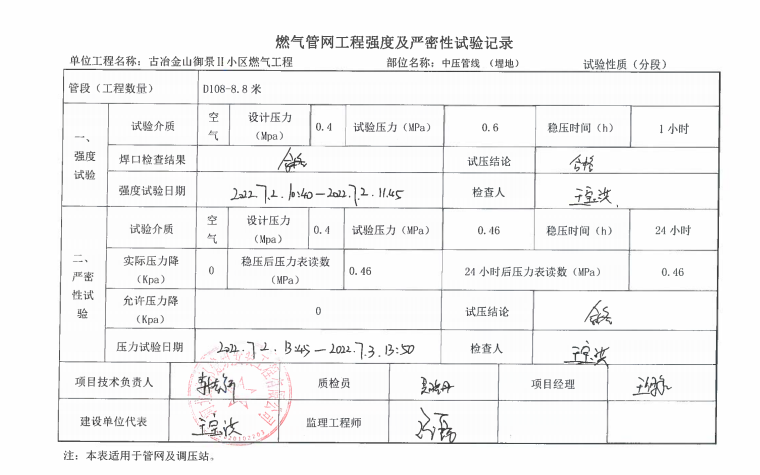 燃气管网工程强度及严密性试验记录
单位工程名称：古冶金山御景Ⅱ小区燃气工程 部位名称：中压管线 （埋地） 试验性质（分段）
管段（工程数量） D108-8.8 米
一、强度试验
试验介质 空气 设计压力（Mpa） 0.4 试验压力（MPa） 0.6 稳压时间（h） 1 小时
焊口检查结果 合格 试压结论 合格
强度试验日期 2022.7.2.10:40—2022.7.2.11:45 检查人
二、严密性试验
试验介质 空气 设计压力（Mpa） 0.4 试验压力（MPa） 0.46 稳压时间（h） 24 小时
实际压力降（Kpa） 0 稳压后压力表读数（MPa） 0.46 24 小时后压力表读数（MPa） 0.46
允许压力降（Kpa） 0 试压结论 合格
压力试验日期 2022.7.2.13:45—2022.7.3.13:50 检查人
项目技术负责人 质检员 项目经理
建设单位代表 监理工程师
注：本表适用于管网及调压站。